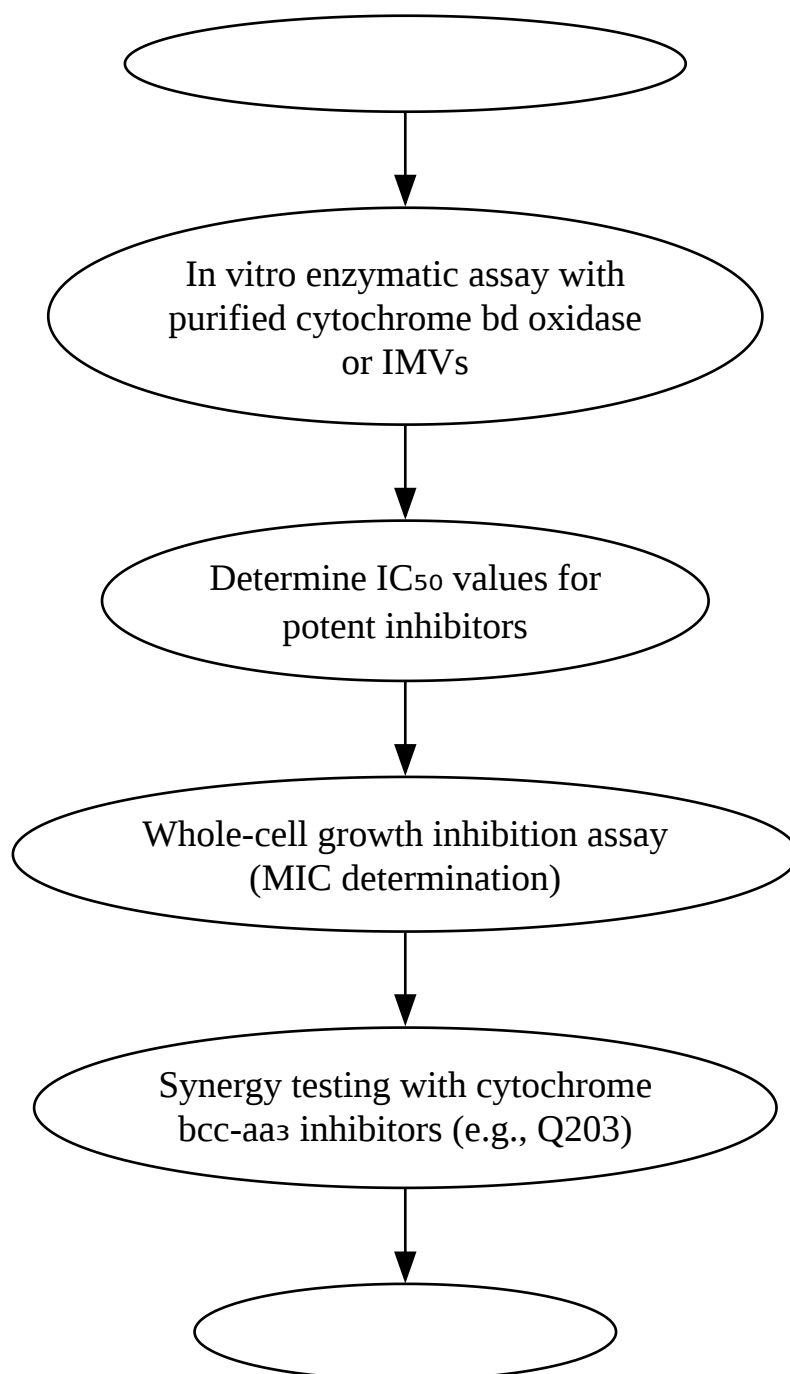 In vitro enzymatic assay with
purified cytochrome bd oxidase
or IMVs
Determine IC₅₀ values for
potent inhibitors
Whole-cell growth inhibition assay
(MIC determination)
Synergy testing with cytochrome
bcc-aa₃ inhibitors (e.g., Q203)